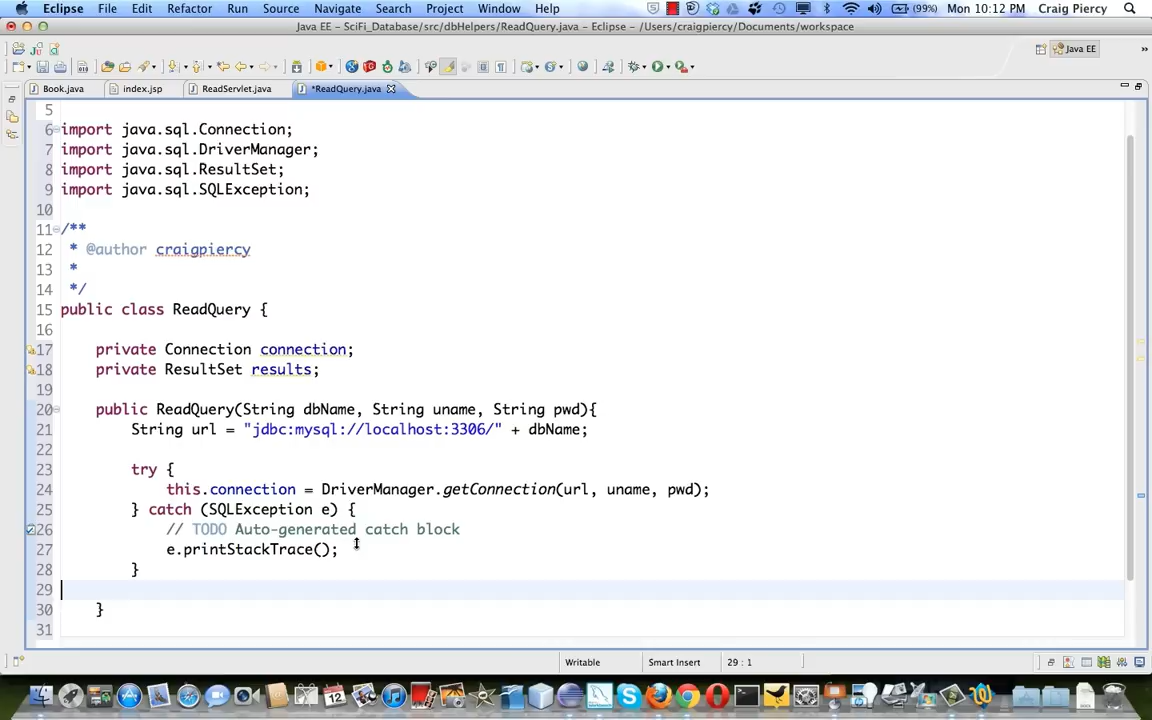 Eclipse File Edit Refactor Source Navigate Search Project Run Window Help (99%) Mon 10:12 PM Craig Piercy
Java EE - SciFi_Database/src/dbHelpers/ReadQuery.java - Eclipse - /Users/craigpiercy/Documents/workspace
Java EE
Book.java index.jsp ReadServlet.java *ReadQuery.java
5
6 import java.sql.Connection;
7 import java.sql.DriverManager;
8 import java.sql.ResultSet;
9 import java.sql.SQLException;
10
11 /**
12 * @author craigpiercy
13 *
14 */
15 public class ReadQuery {
16
17 private Connection connection;
18 private ResultSet results;
19
20 public ReadQuery(String dbName, String uname, String pwd){
21 String url = "jdbc:mysql://localhost:3306/" + dbName;
22
23 try {
24 this.connection = DriverManager.getConnection(url, uname, pwd);
25 } catch (SQLException e) {
26 // TODO Auto-generated catch block
27 e.printStackTrace();
28 }
29
30 }
31
Writable Smart Insert 29 : 1